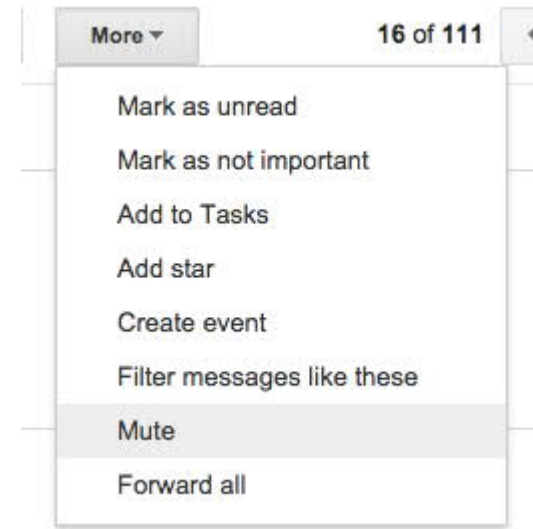 More 16 of 111
Mark as unread
Mark as not important
Add to Tasks
Add star
Create event
Filter messages like these
Mute
Forward all